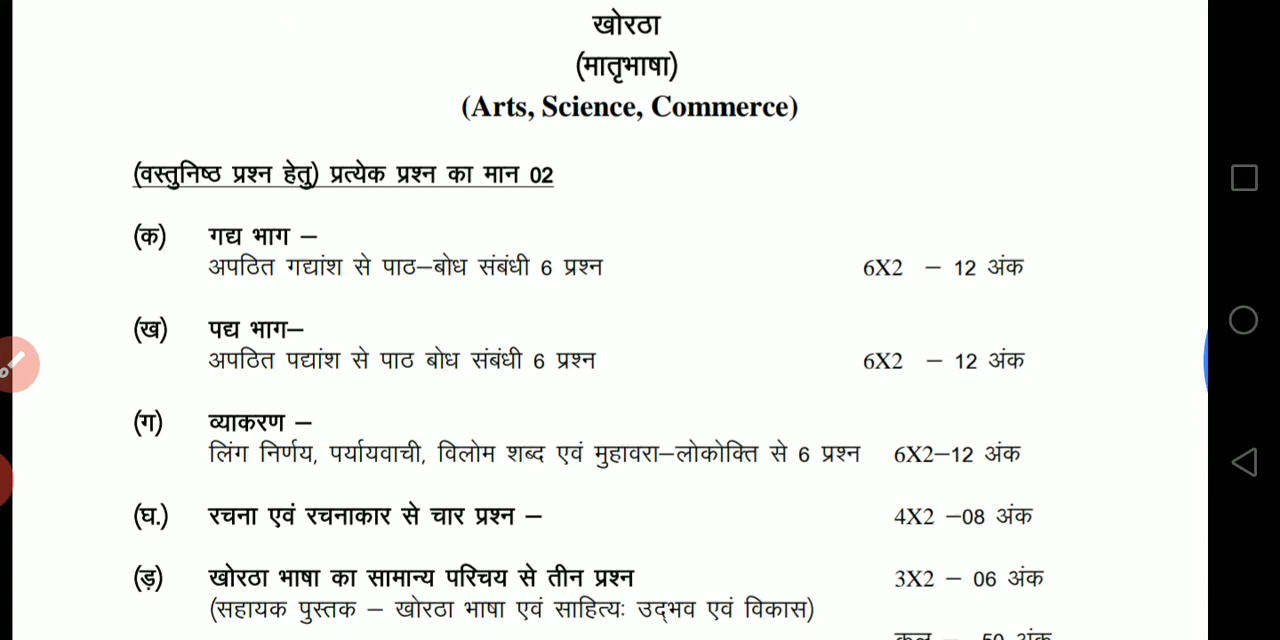 खोरठा
(मातृभाषा)
(Arts, Science, Commerce)
(वस्तुनिष्ठ प्रश्न हेतु) प्रत्येक प्रश्न का मान 02
(क) गद्य भाग –
अपठित गद्यांश से पाठ–बोध संबंधी 6 प्रश्न 6X2 – 12 अंक
(ख) पद्य भाग–
अपठित पद्यांश से पाठ बोध संबंधी 6 प्रश्न 6X2 – 12 अंक
(ग) व्याकरण –
लिंग निर्णय, पर्यायवाची, विलोम शब्द एवं मुहावरा–लोकोक्ति से 6 प्रश्न 6X2–12 अंक
(घ.) रचना एवं रचनाकार से चार प्रश्न – 4X2 –08 अंक
(ड़) खोरठा भाषा का सामान्य परिचय से तीन प्रश्न 3X2 – 06 अंक
(सहायक पुस्तक – खोरठा भाषा एवं साहित्यः उद्भव एवं विकास)
कुल – 50 अंक